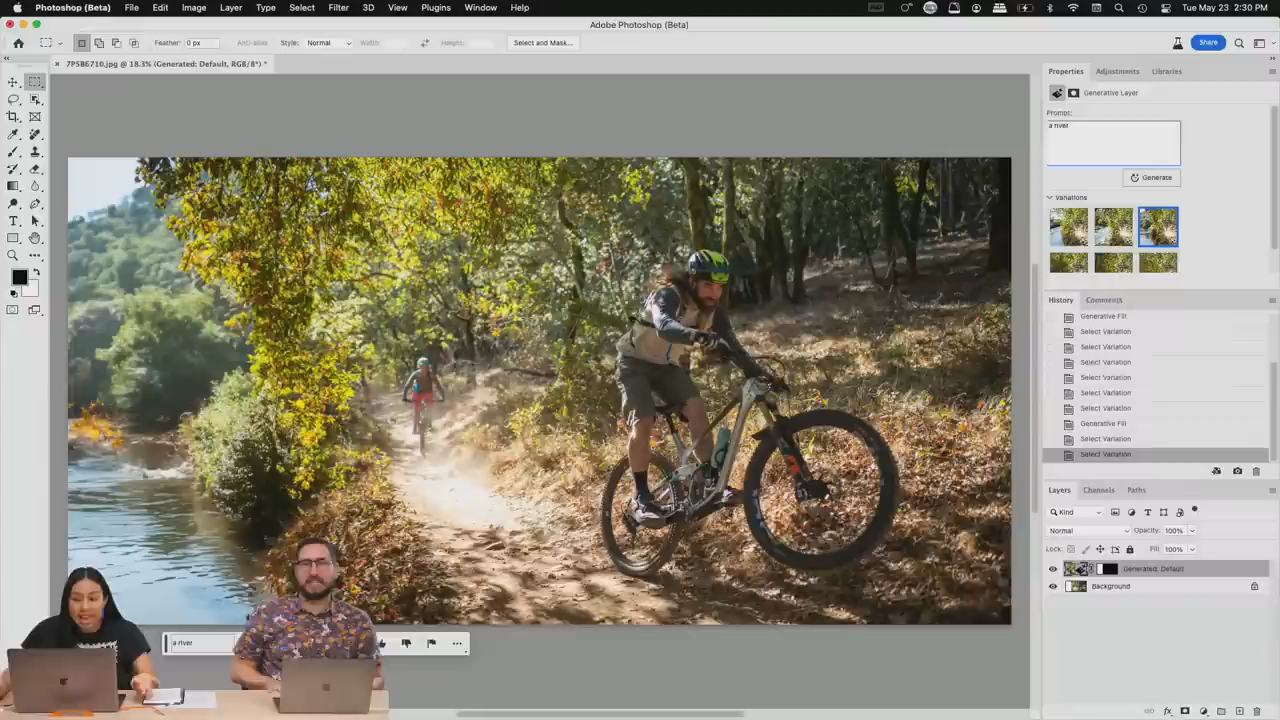 Photoshop (Beta) File Edit Image Layer Type Select Filter 3D View Plugins Window Help Tue May 23 2:30 PM
Adobe Photoshop (Beta)
Feather: 0 px Anti-alias Style: Normal Width: Height: Select and Mask... Share
7PSB6710.jpg @ 18.3% (Generated: Default, RGB/8*) *
Properties Adjustments Libraries
Generative Layer
Prompt:
a river
Generate
Variations
History Comments
Generative Fill
Select Variation
Select Variation
Select Variation
Select Variation
Select Variation
Select Variation
Generative Fill
Select Variation
Select Variation
Layers Channels Paths
Kind
Normal Opacity: 100%
Lock: Fill: 100%
Generated: Default
Background
a river